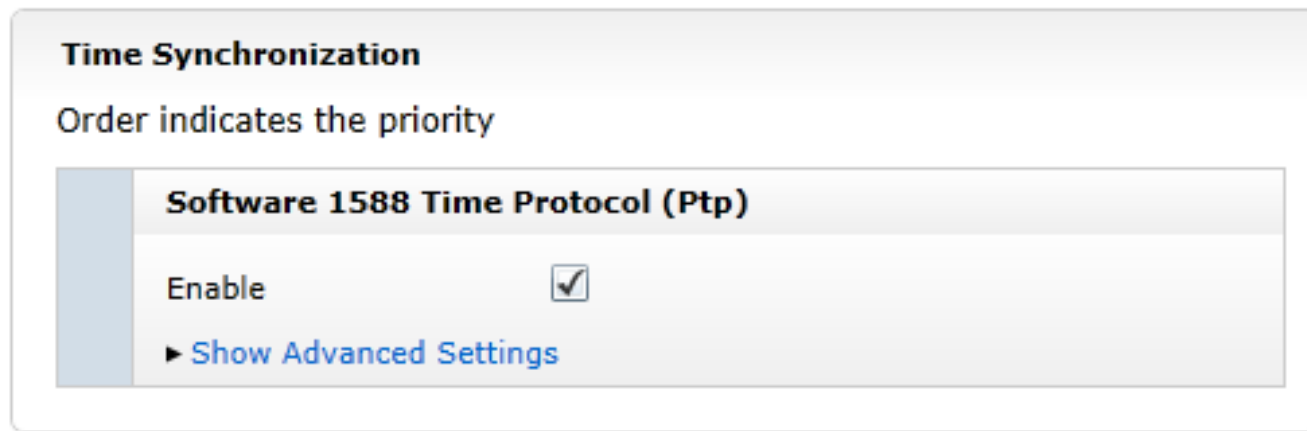 Time Synchronization
Order indicates the priority
Software 1588 Time Protocol (Ptp)
Enable
Show Advanced Settings